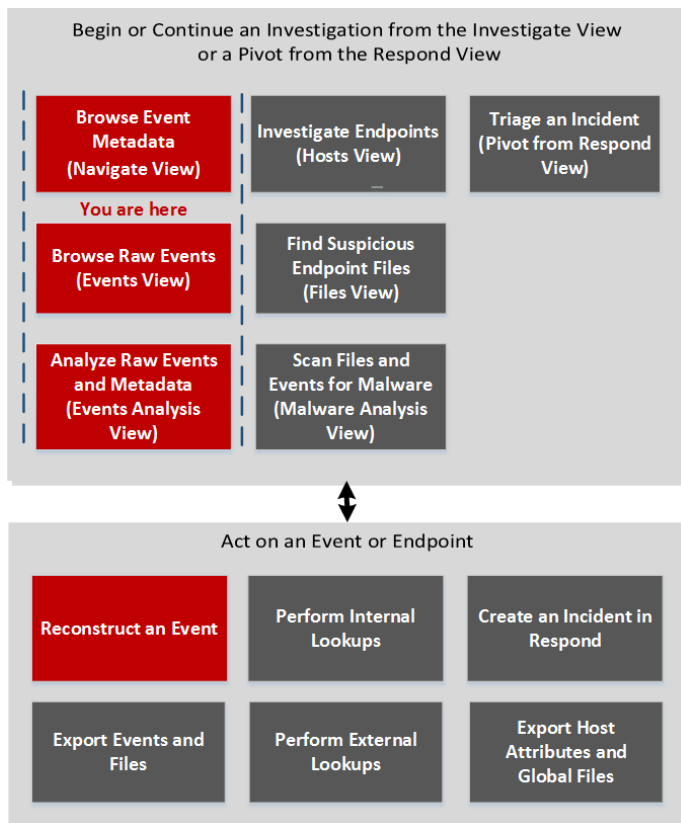 Begin or Continue an Investigation from the Investigate View
or a Pivot from the Respond View
Browse Event
Metadata
(Navigate View)
Investigate Endpoints
(Hosts View)
Triage an Incident
(Pivot from Respond
View)
You are here
Browse Raw Events
(Events View)
Find Suspicious
Endpoint Files
(Files View)
Analyze Raw Events
and Metadata
(Events Analysis
View)
Scan Files and
Events for Malware
(Malware Analysis
View)
Act on an Event or Endpoint
Reconstruct an Event
Perform Internal
Lookups
Create an Incident in
Respond
Export Events and
Files
Perform External
Lookups
Export Host
Attributes and
Global Files